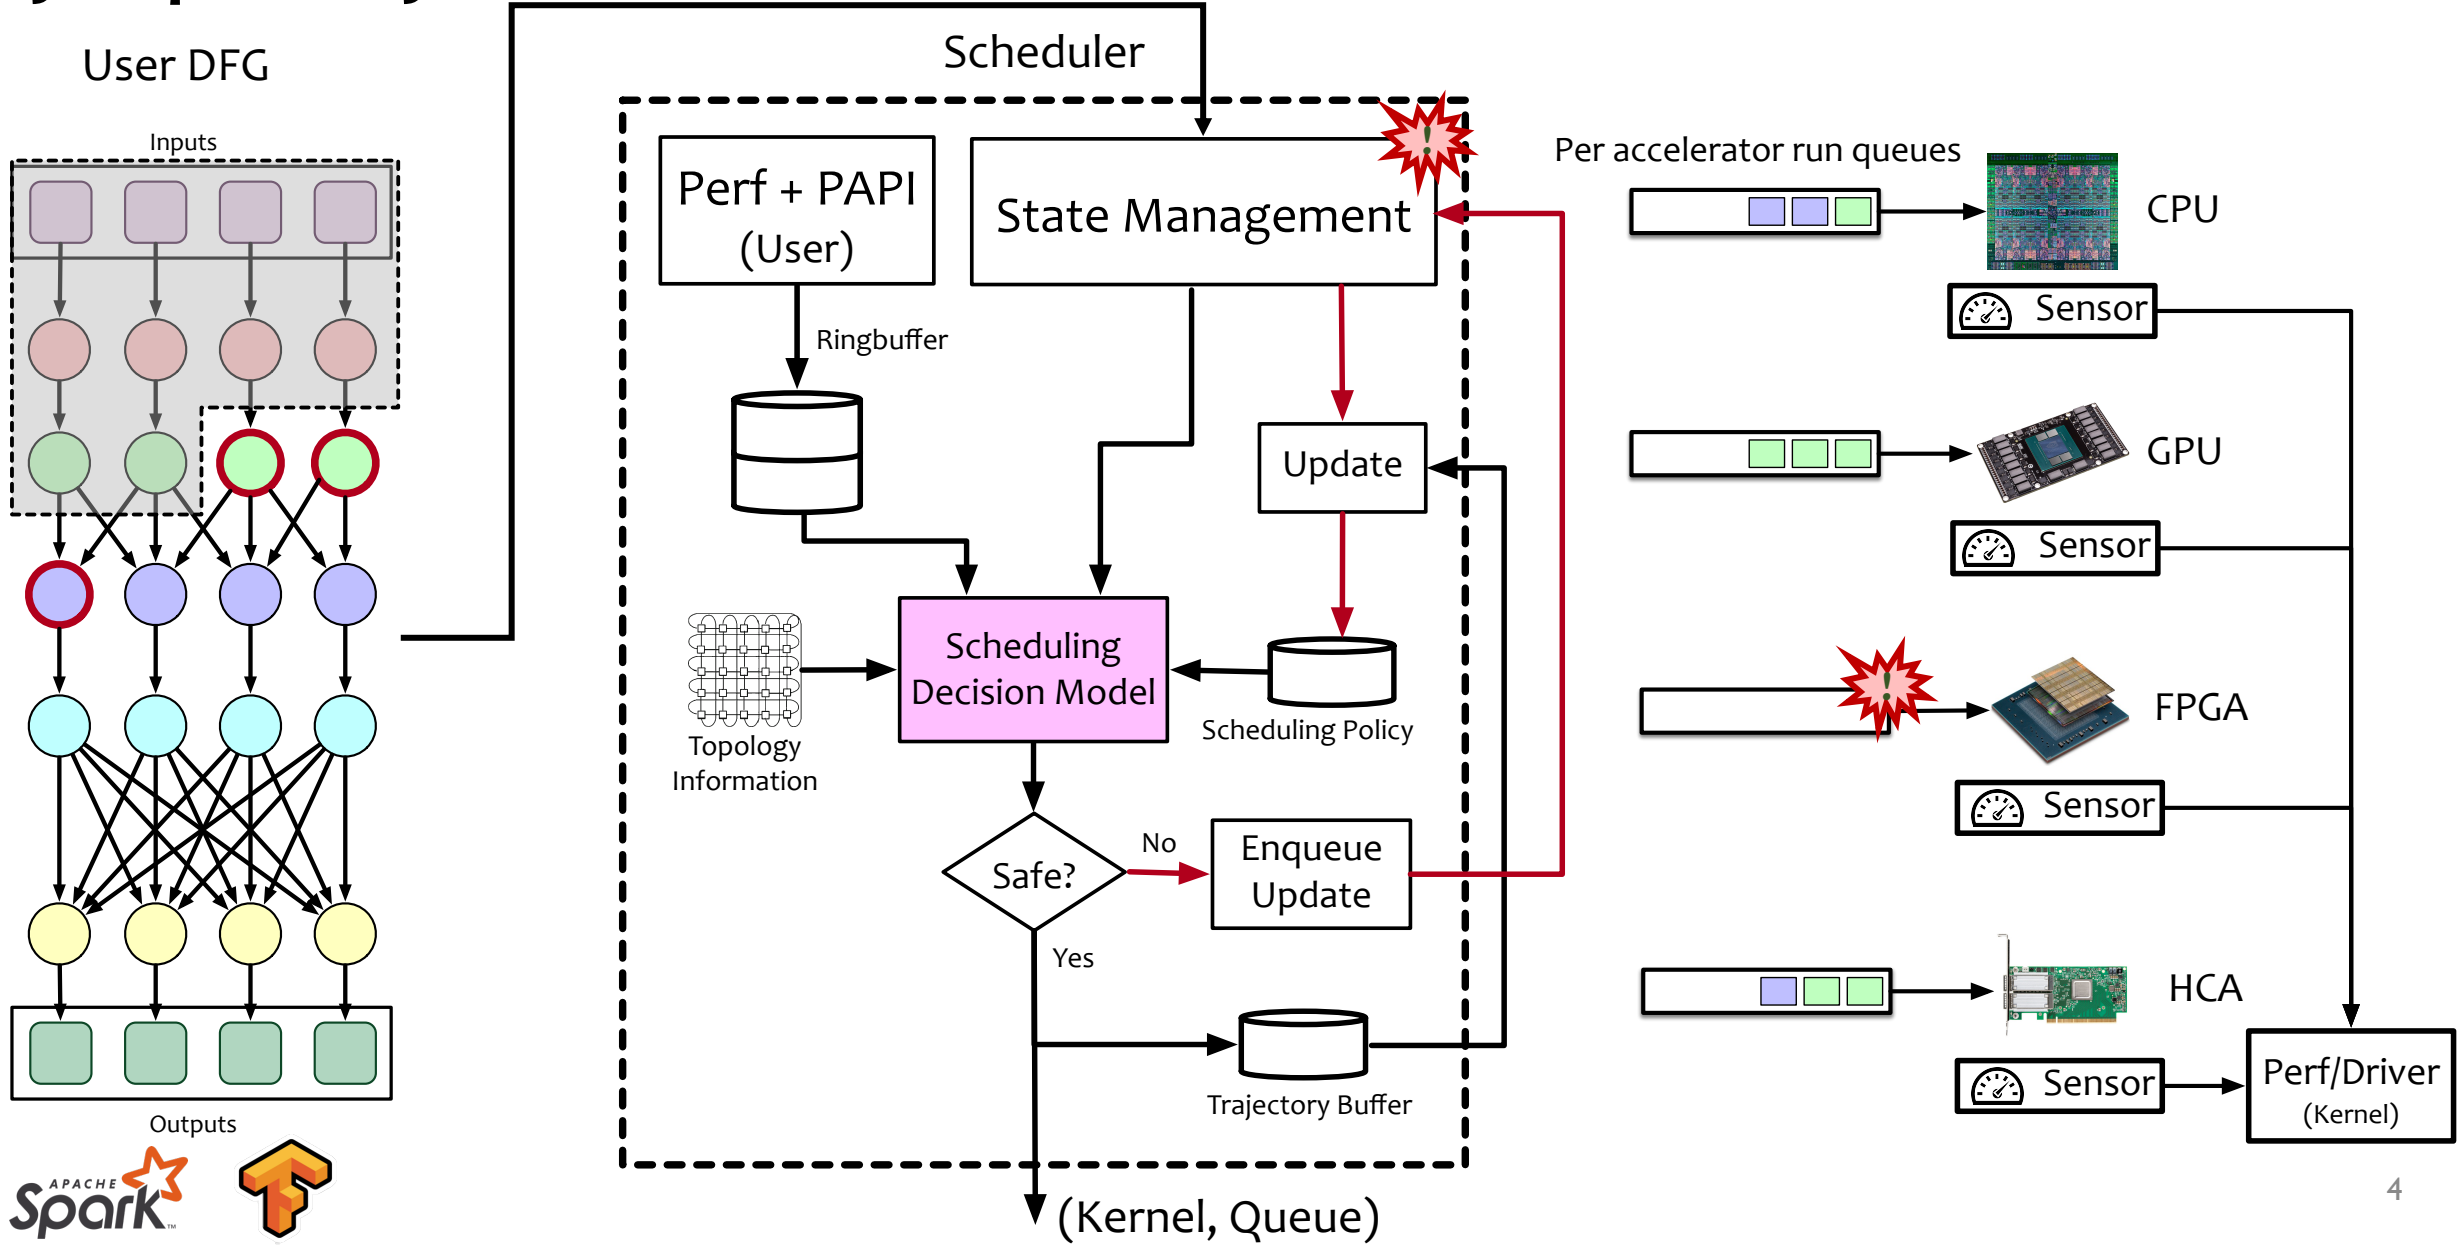 User DFG
Scheduler
Inputs
Perf + PAPI
(User)
State Management
!
Per accelerator run queues
CPU
Sensor
Ringbuffer
Update
GPU
Sensor
Scheduling
Decision Model
Topology
Information
Scheduling Policy
!
FPGA
Sensor
Safe?
No
Enqueue
Update
Yes
HCA
Trajectory Buffer
Sensor
Perf/Driver
(Kernel)
Outputs
APACHE
Spark™
(Kernel, Queue)
4